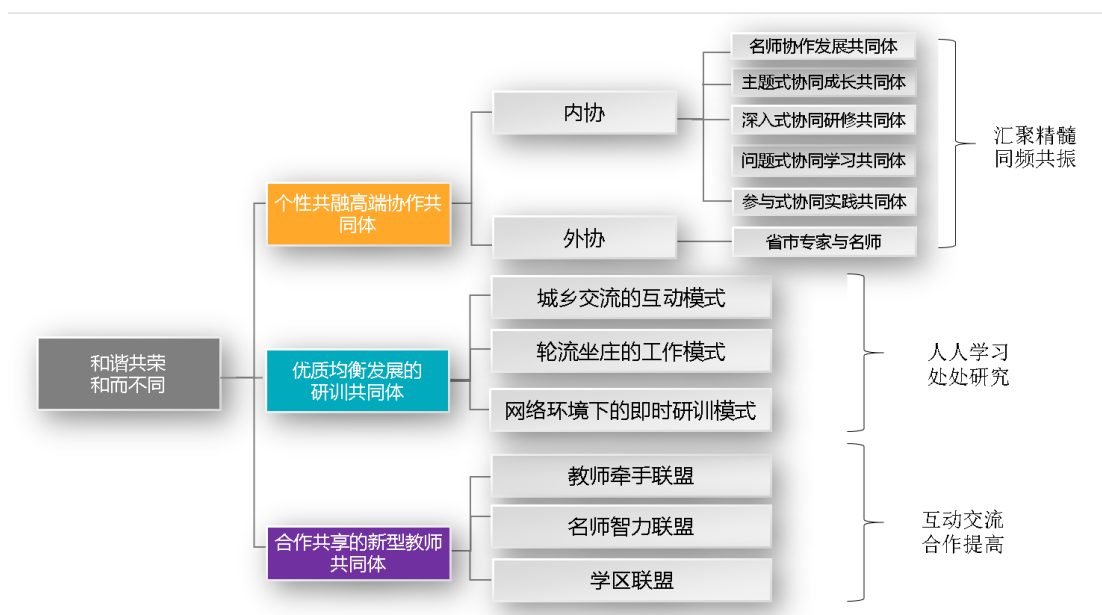 和谐共荣
和而不同
个性共融高端协作共
同体
内协
名师协作发展共同体
主题式协同成长共同体
深入式协同研修共同体
问题式协同学习共同体
参与式协同实践共同体
外协
省市专家与名师
汇聚精髓
同频共振
优质均衡发展的
研训共同体
城乡交流的互动模式
轮流坐庄的工作模式
网络环境下的即时研训模式
人人学习
处处研究
合作共享的新型教师
共同体
教师牵手联盟
名师智力联盟
学区联盟
互动交流
合作提高